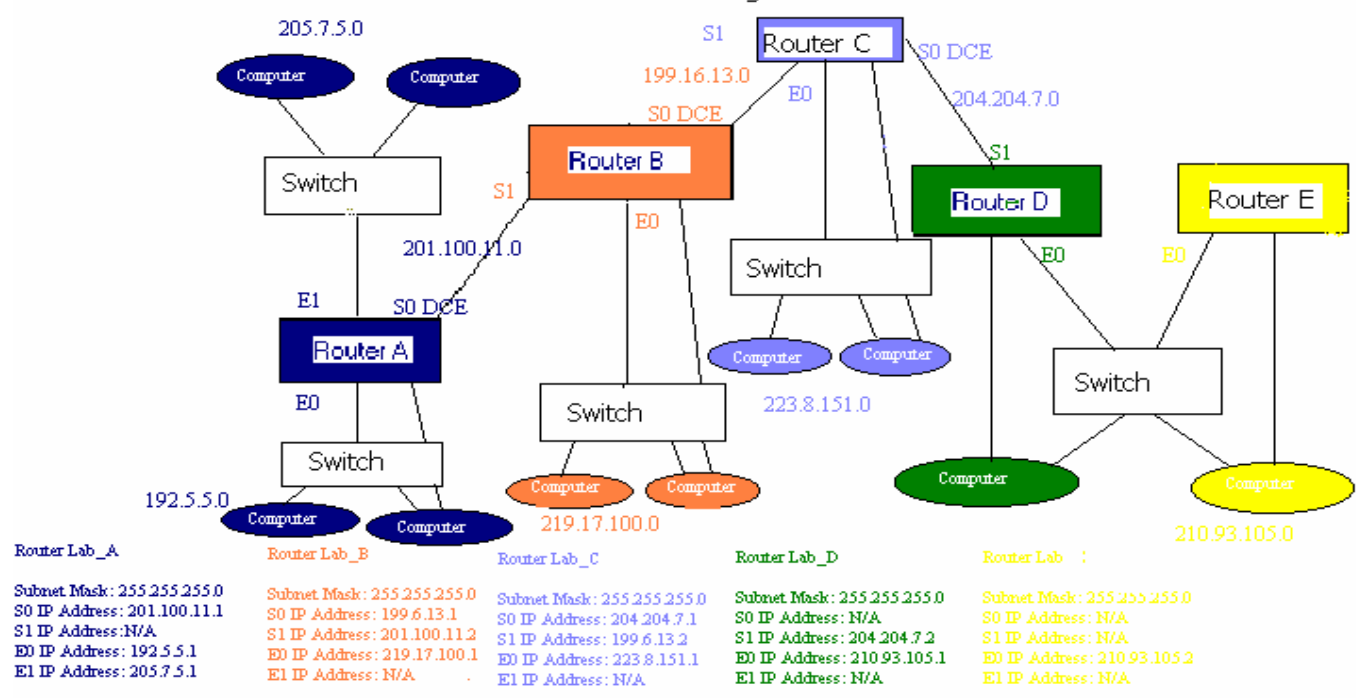 205.7.5.0
S1
Router C
S0 DCE
Computer
Computer
199.16.13.0
E0
204.204.7.0
S0 DCE
Router B
S1
Switch
S1
Router D
Router E
E0
201.100.11.0
E0
E0
Switch
E1
S0 DCE
Router A
Computer
Computer
Switch
E0
223.8.151.0
Switch
Switch
192.5.5.0
Computer
Computer
Computer
Computer
Computer
Computer
219.17.100.0
210.93.105.0
Router Lab_A
Subnet Mask: 255.255.255.0
S0 IP Address: 201.100.11.1
S1 IP Address:N/A
E0 IP Address: 192.5.5.1
E1 IP Address: 205.7.5.1
Router Lab_B
Subnet Mask: 255.255.255.0
S0 IP Address: 199.6.13.1
S1 IP Address: 201.100.11.2
E0 IP Address: 219.17.100.1
E1 IP Address: N/A
Router Lab_C
Subnet Mask: 255.255.255.0
S0 IP Address: 204.204.7.1
S1 IP Address: 199.6.13.2
E0 IP Address: 223.8.151.1
E1 IP Address: N/A
Router Lab_D
Subnet Mask: 255.255.255.0
S0 IP Address: N/A
S1 IP Address: 204.204.7.2
E0 IP Address: 210.93.105.1
E1 IP Address: N/A
Router Lab
Subnet Mask: 255.255.255.0
S0 IP Address: N/A
S1 IP Address: N/A
E0 IP Address: 210.93.105.2
E1 IP Address: N/A